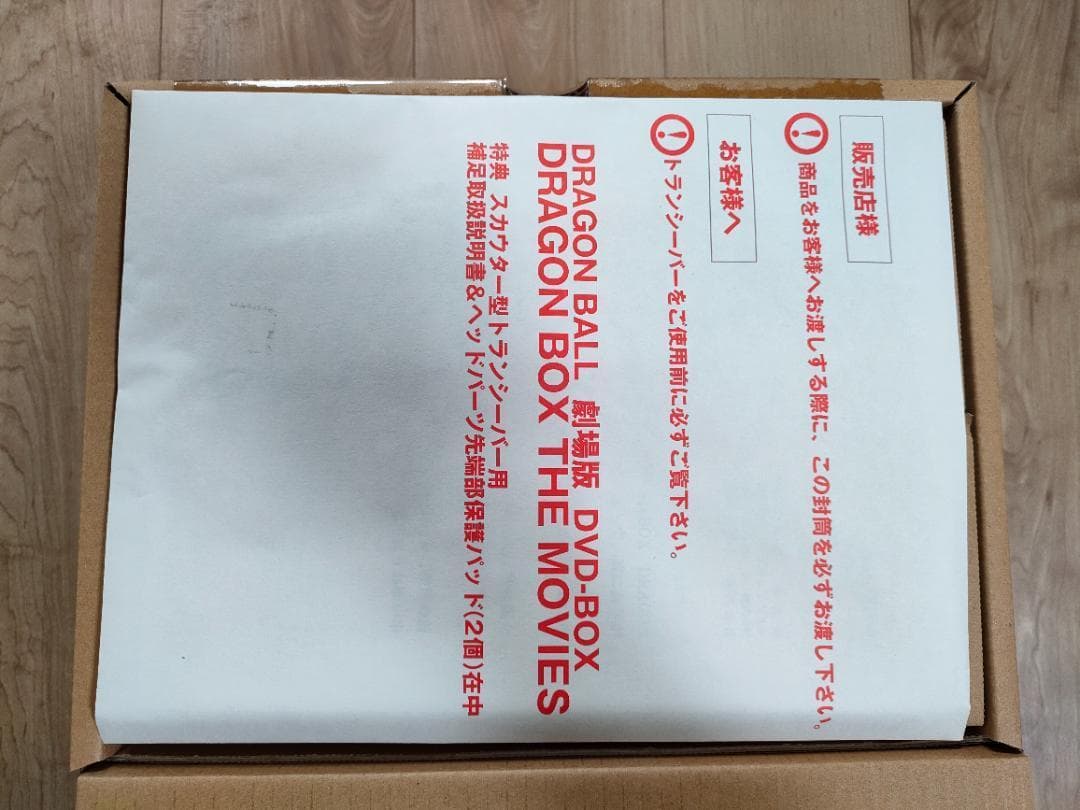 販売店様
商品をお客様へお渡しする際に、この封筒を必ずお渡し下さい。
お客様へ
トランシーバーをご使用前に必ずご覧下さい。
DRAGON BALL 劇場版 DVD-BOX
DRAGON BOX THE MOVIES
特典 スカウター型トランシーバー用
補足取扱説明書&ヘッドパーツ先端部保護パッド(2個)在中